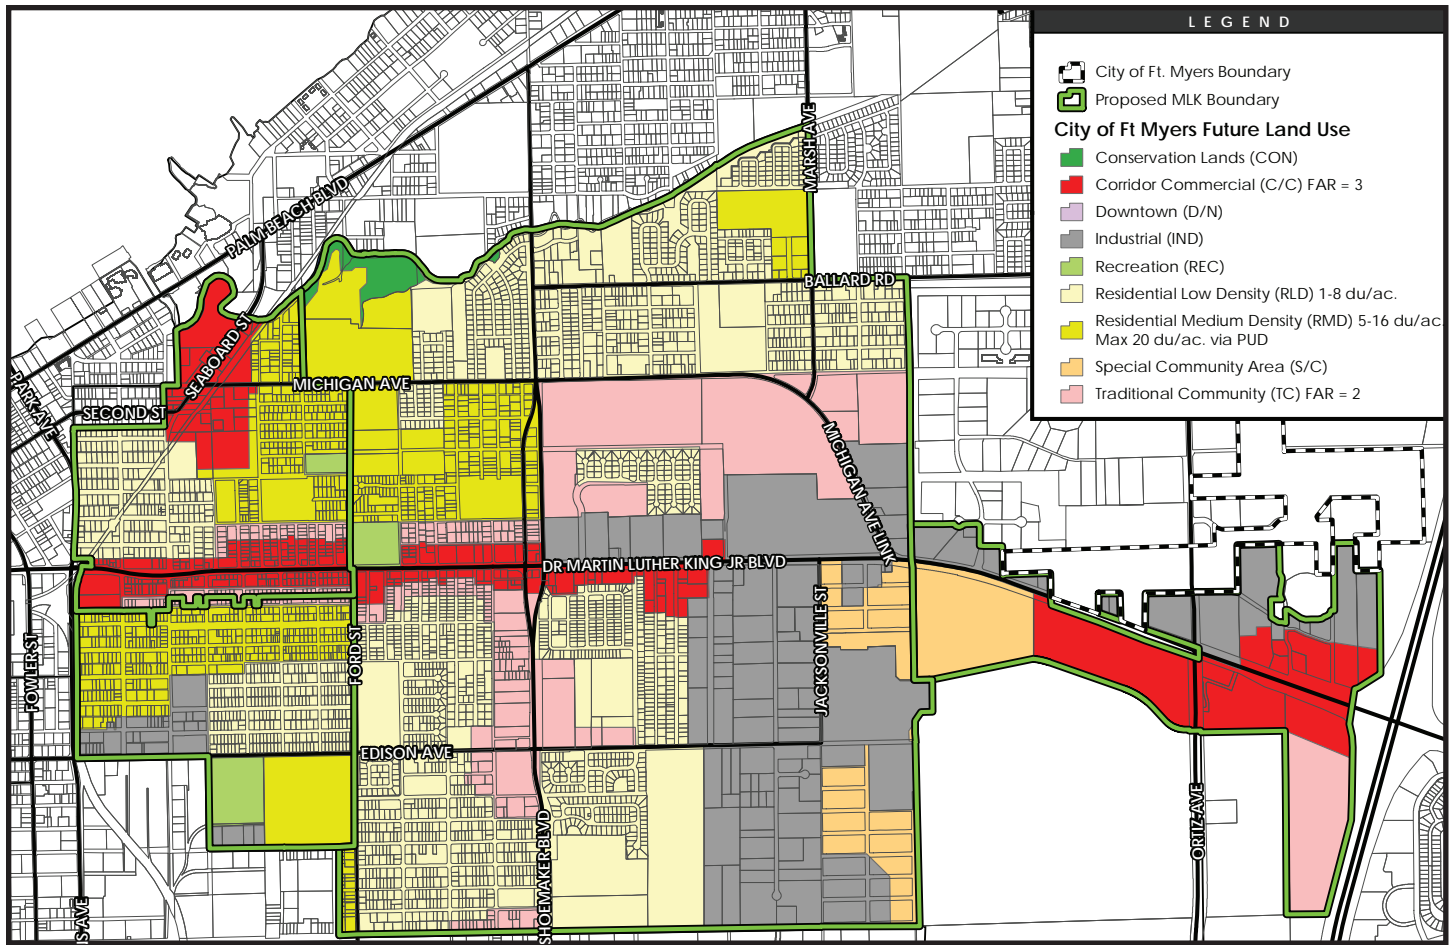 LEGEND
City of Ft. Myers Boundary
Proposed MLK Boundary
City of Ft Myers Future Land Use
Conservation Lands (CON)
Corridor Commercial (C/C) FAR = 3
Downtown (D/N)
Industrial (IND)
Recreation (REC)
Residential Low Density (RLD) 1-8 du/ac.
Residential Medium Density (RMD) 5-16 du/ac
Max 20 du/ac. via PUD
Special Community Area (S/C)
Traditional Community (TC) FAR = 2
MARSH AVE
PALM BEACH BLVD
BALLARD RD
SEABOARD ST
MICHIGAN AVE
PARK AVE
SECOND ST
MICHIGAN AVE LINK
DR MARTIN LUTHER KING JR BLVD
FOWLER ST
FORD ST
JACKSONVILLE ST
EDISON AVE
SHOEMAKER BLVD
ORTIZ AVE
IS AVE